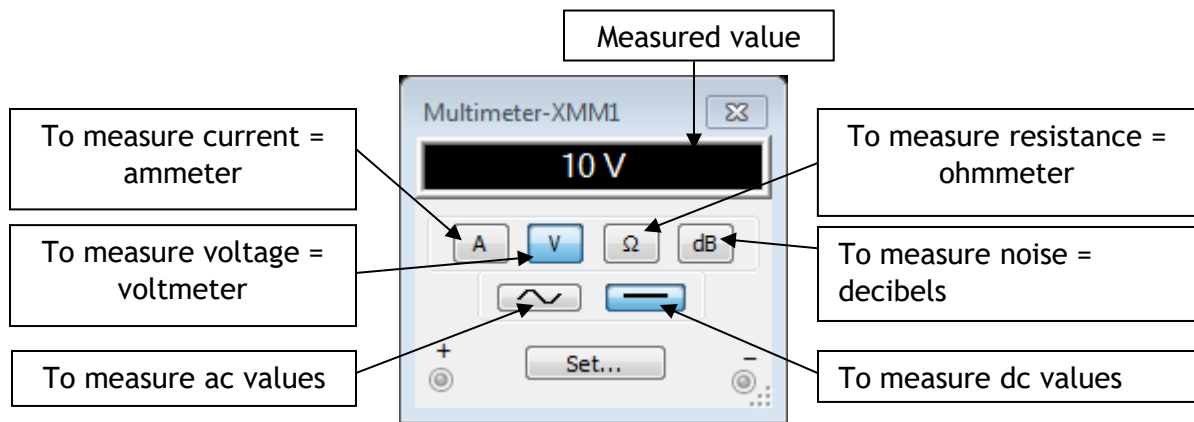 Measured value
Multimeter-XMM1
10 V
To measure current =
ammeter
To measure resistance =
ohmmeter
A V Ω dB
To measure voltage =
voltmeter
To measure noise =
decibels
+ Set... −
To measure ac values
To measure dc values